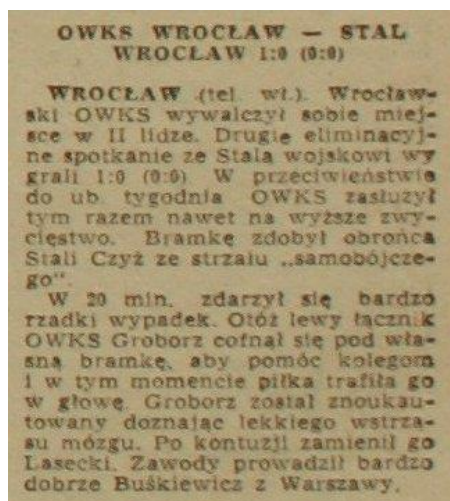 OWKS WROCŁAW — STAL
WROCŁAW 1:0 (0:0)
WROCŁAW (tel. wł.). Wrocław-
ski OWKS wywalczył sobie miej-
sce w II lidze. Drugie eliminacyj-
ne spotkanie ze Stalą wojskowi wy
grali 1:0 (0:0) W przeciwieństwie
do ub. tygodnia OWKS zasłużył
tym razem nawet na wyższe zwy-
cięstwo. Bramkę zdobył obrońca
Stali Czyż ze strzału „samobójcze-
go“.
W 20 min. zdarzył się bardzo
rzadki wypadek. Otóż lewy łącznik
OWKS Groborz cofnął się pod wła-
sną bramkę, aby pomóc kolegom
i w tym momencie piłka trafiła go
w głowę. Groborz został znoukau-
towany doznając lekkiego wstrzą-
su mózgu. Po kontuzji zamienił go
Lasecki. Zawody prowadził bardzo
dobrze Buśkiewicz z Warszawy.